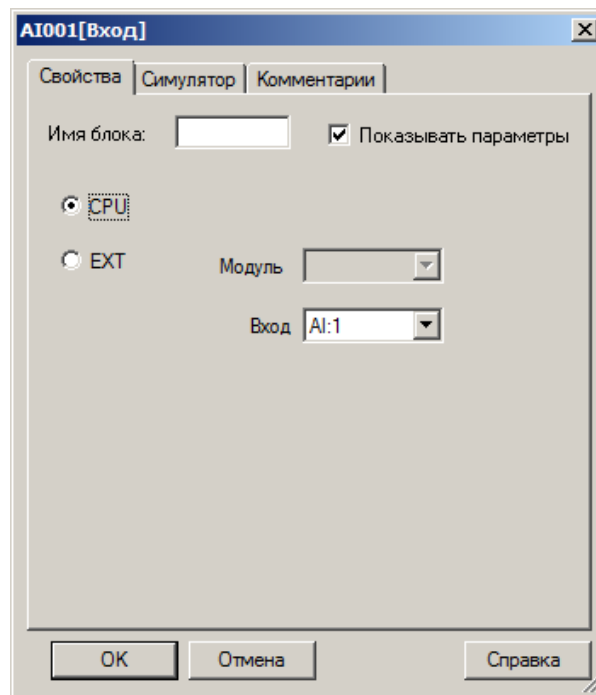 AI001[Вход]
Свойства Симулятор Комментарии
Имя блока: Показывать параметры
CPU
EXT Модуль
Вход AI:1
OK Отмена Справка